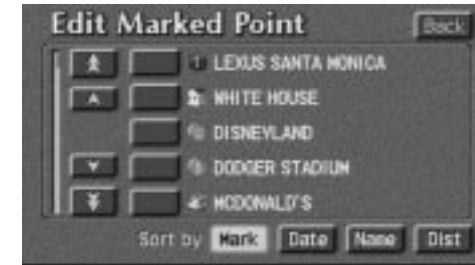 Edit Marked Point Back
LEXUS SANTA MONICA
WHITE HOUSE
DISNEYLAND
DODGER STADIUM
MCDONALD'S
Sort by Mark Date Name Dist